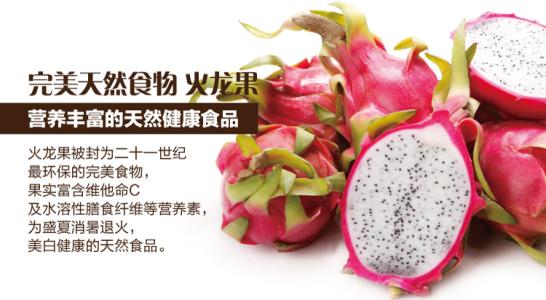 完美天然食物 火龙果
营养丰富的天然健康食品
火龙果被封为二十一世纪
最环保的完美食物，
果实富含维他命C
及水溶性膳食纤维等营养素，
为盛夏消暑退火，
美白健康的天然食品。